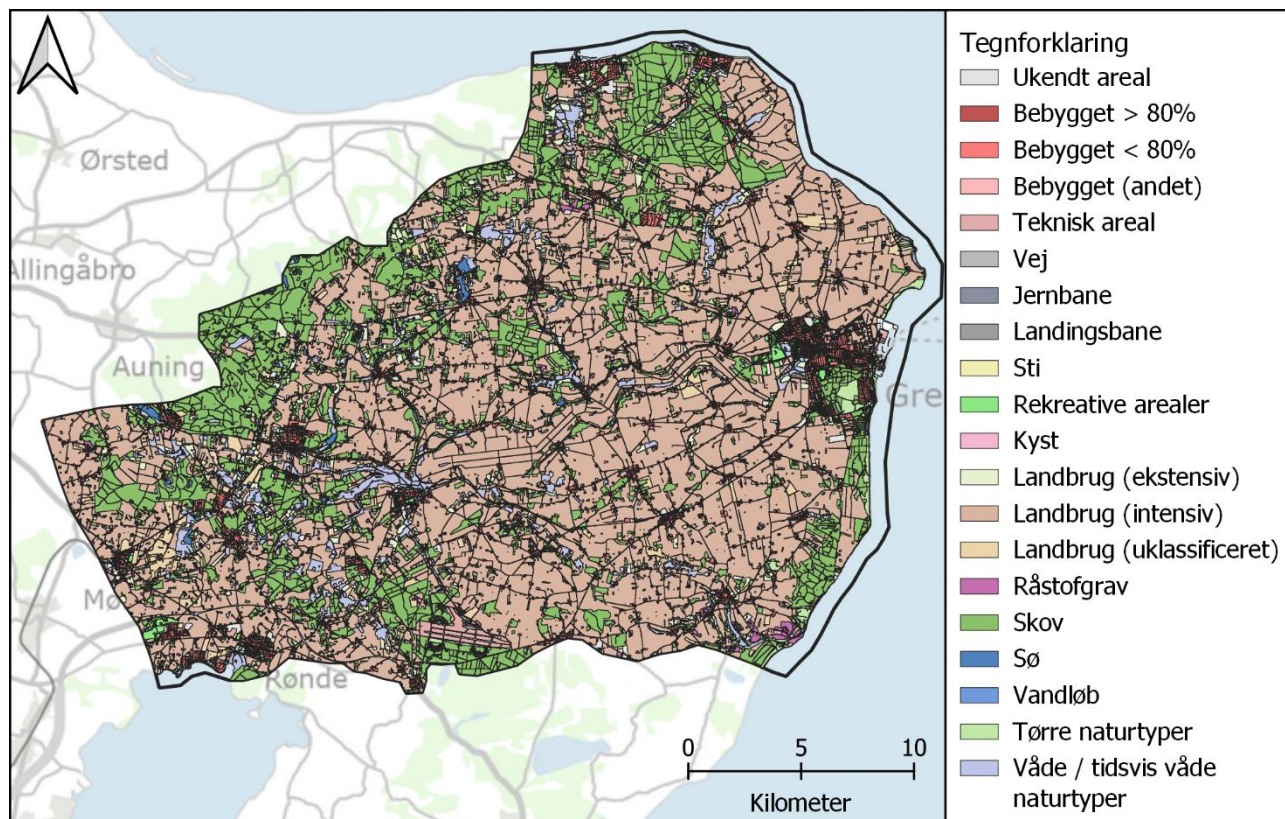 Ørsted
Allingåbro
Auning
Mø
Rønde
Gre
0 5 10
Kilometer
Tegnforklaring
Ukendt areal
Bebygget > 80%
Bebygget < 80%
Bebygget (andet)
Teknisk areal
Vej
Jernbane
Landingsbane
Sti
Rekreative arealer
Kyst
Landbrug (ekstensiv)
Landbrug (intensiv)
Landbrug (uklassificeret)
Råstofgrav
Skov
Sø
Vandløb
Tørre naturtyper
Våde / tidsvis våde
naturtyper